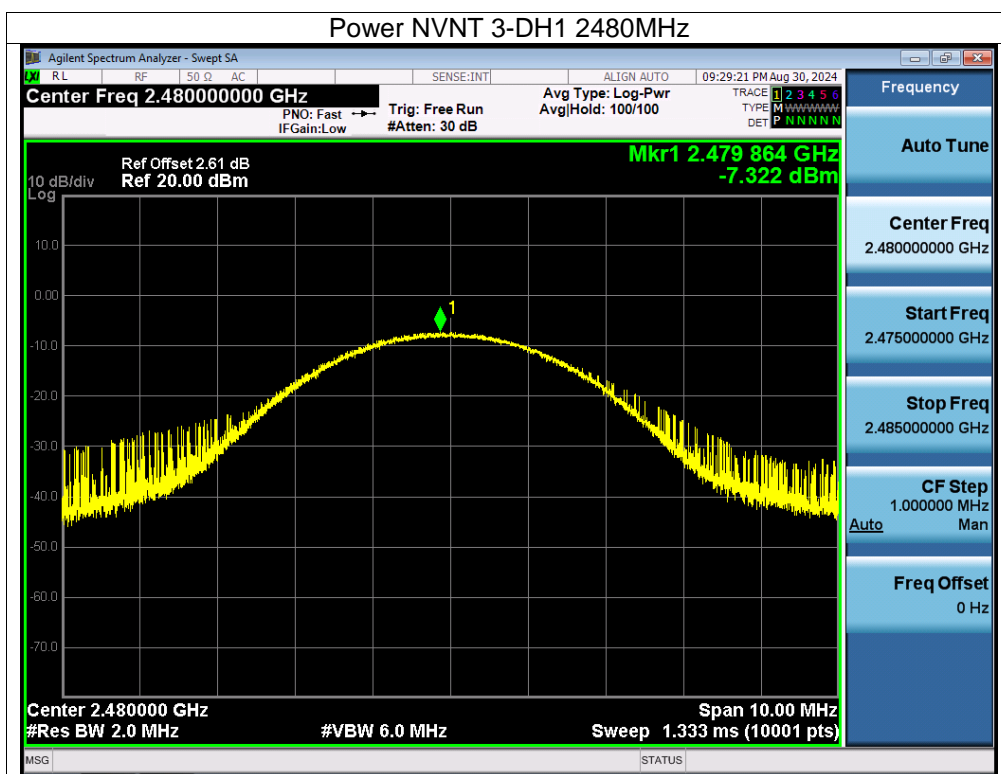 Power NVNT 3-DH1 2480MHz
Agilent Spectrum Analyzer - Swept SA
LXI RL RF 50 Ω AC SENSE:INT ALIGN AUTO 09:29:21 PM Aug 30, 2024
Center Freq 2.480000000 GHz
PNO: Fast
IFGain:Low
Trig: Free Run
#Atten: 30 dB
Avg Type: Log-Pwr
Avg|Hold: 100/100
TRACE 1 2 3 4 5 6
TYPE M WWWWW
DET P N N N N N
Mkr1 2.479 864 GHz
-7.322 dBm
Ref Offset 2.61 dB
10 dB/div Ref 20.00 dBm
Log
10.0
0.00
-10.0
-20.0
-30.0
-40.0
-50.0
-60.0
-70.0
1
Center 2.480000 GHz Span 10.00 MHz
#Res BW 2.0 MHz #VBW 6.0 MHz Sweep 1.333 ms (10001 pts)
MSG STATUS
Frequency
Auto Tune
Center Freq
2.480000000 GHz
Start Freq
2.475000000 GHz
Stop Freq
2.485000000 GHz
CF Step
1.000000 MHz
Auto Man
Freq Offset
0 Hz